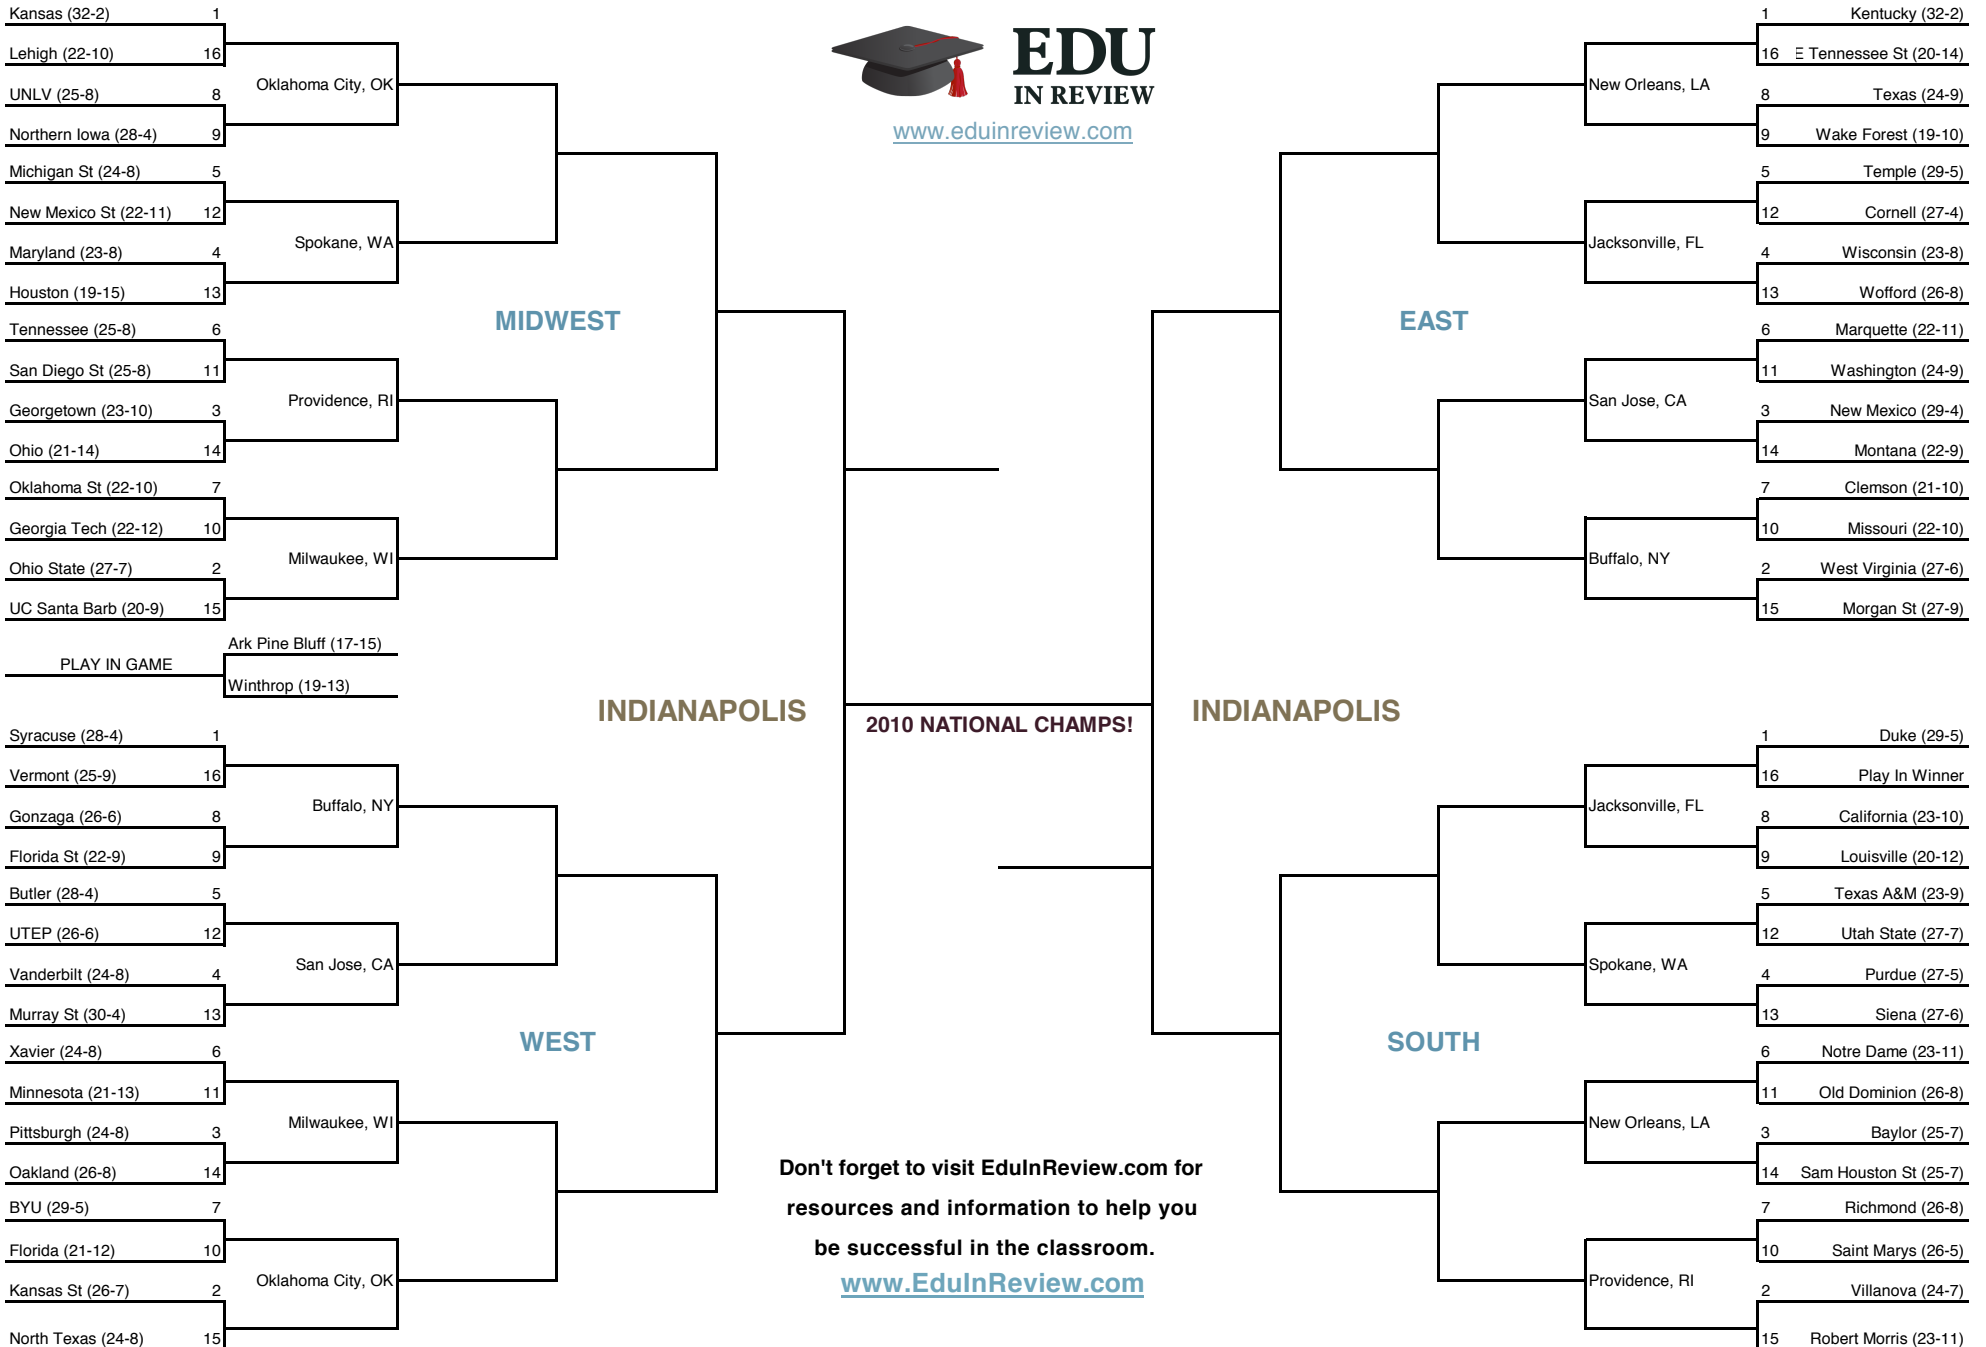 EDU
IN REVIEW
www.eduinreview.com
Kansas (32-2) 1
Lehigh (22-10) 16
Oklahoma City, OK
UNLV (25-8) 8
Northern Iowa (28-4) 9
Michigan St (24-8) 5
New Mexico St (22-11) 12
Spokane, WA
Maryland (23-8) 4
Houston (19-15) 13
MIDWEST
Tennessee (25-8) 6
San Diego St (25-8) 11
Providence, RI
Georgetown (23-10) 3
Ohio (21-14) 14
Oklahoma St (22-10) 7
Georgia Tech (22-12) 10
Milwaukee, WI
Ohio State (27-7) 2
UC Santa Barb (20-9) 15
PLAY IN GAME
Ark Pine Bluff (17-15)
Winthrop (19-13)
INDIANAPOLIS
2010 NATIONAL CHAMPS!
INDIANAPOLIS
Syracuse (28-4) 1
Vermont (25-9) 16
Buffalo, NY
Gonzaga (26-6) 8
Florida St (22-9) 9
Butler (28-4) 5
UTEP (26-6) 12
San Jose, CA
Vanderbilt (24-8) 4
Murray St (30-4) 13
WEST
Xavier (24-8) 6
Minnesota (21-13) 11
Milwaukee, WI
Pittsburgh (24-8) 3
Oakland (26-8) 14
BYU (29-5) 7
Florida (21-12) 10
Oklahoma City, OK
Kansas St (26-7) 2
North Texas (24-8) 15
1 Kentucky (32-2)
16 E Tennessee St (20-14)
New Orleans, LA
8 Texas (24-9)
9 Wake Forest (19-10)
5 Temple (29-5)
12 Cornell (27-4)
Jacksonville, FL
4 Wisconsin (23-8)
13 Wofford (26-8)
EAST
6 Marquette (22-11)
11 Washington (24-9)
San Jose, CA
3 New Mexico (29-4)
14 Montana (22-9)
7 Clemson (21-10)
10 Missouri (22-10)
Buffalo, NY
2 West Virginia (27-6)
15 Morgan St (27-9)
1 Duke (29-5)
16 Play In Winner
Jacksonville, FL
8 California (23-10)
9 Louisville (20-12)
5 Texas A&M (23-9)
12 Utah State (27-7)
Spokane, WA
4 Purdue (27-5)
13 Siena (27-6)
SOUTH
6 Notre Dame (23-11)
11 Old Dominion (26-8)
New Orleans, LA
3 Baylor (25-7)
14 Sam Houston St (25-7)
7 Richmond (26-8)
10 Saint Marys (26-5)
Providence, RI
2 Villanova (24-7)
15 Robert Morris (23-11)
Don't forget to visit EduInReview.com for
resources and information to help you
be successful in the classroom.
www.EduInReview.com